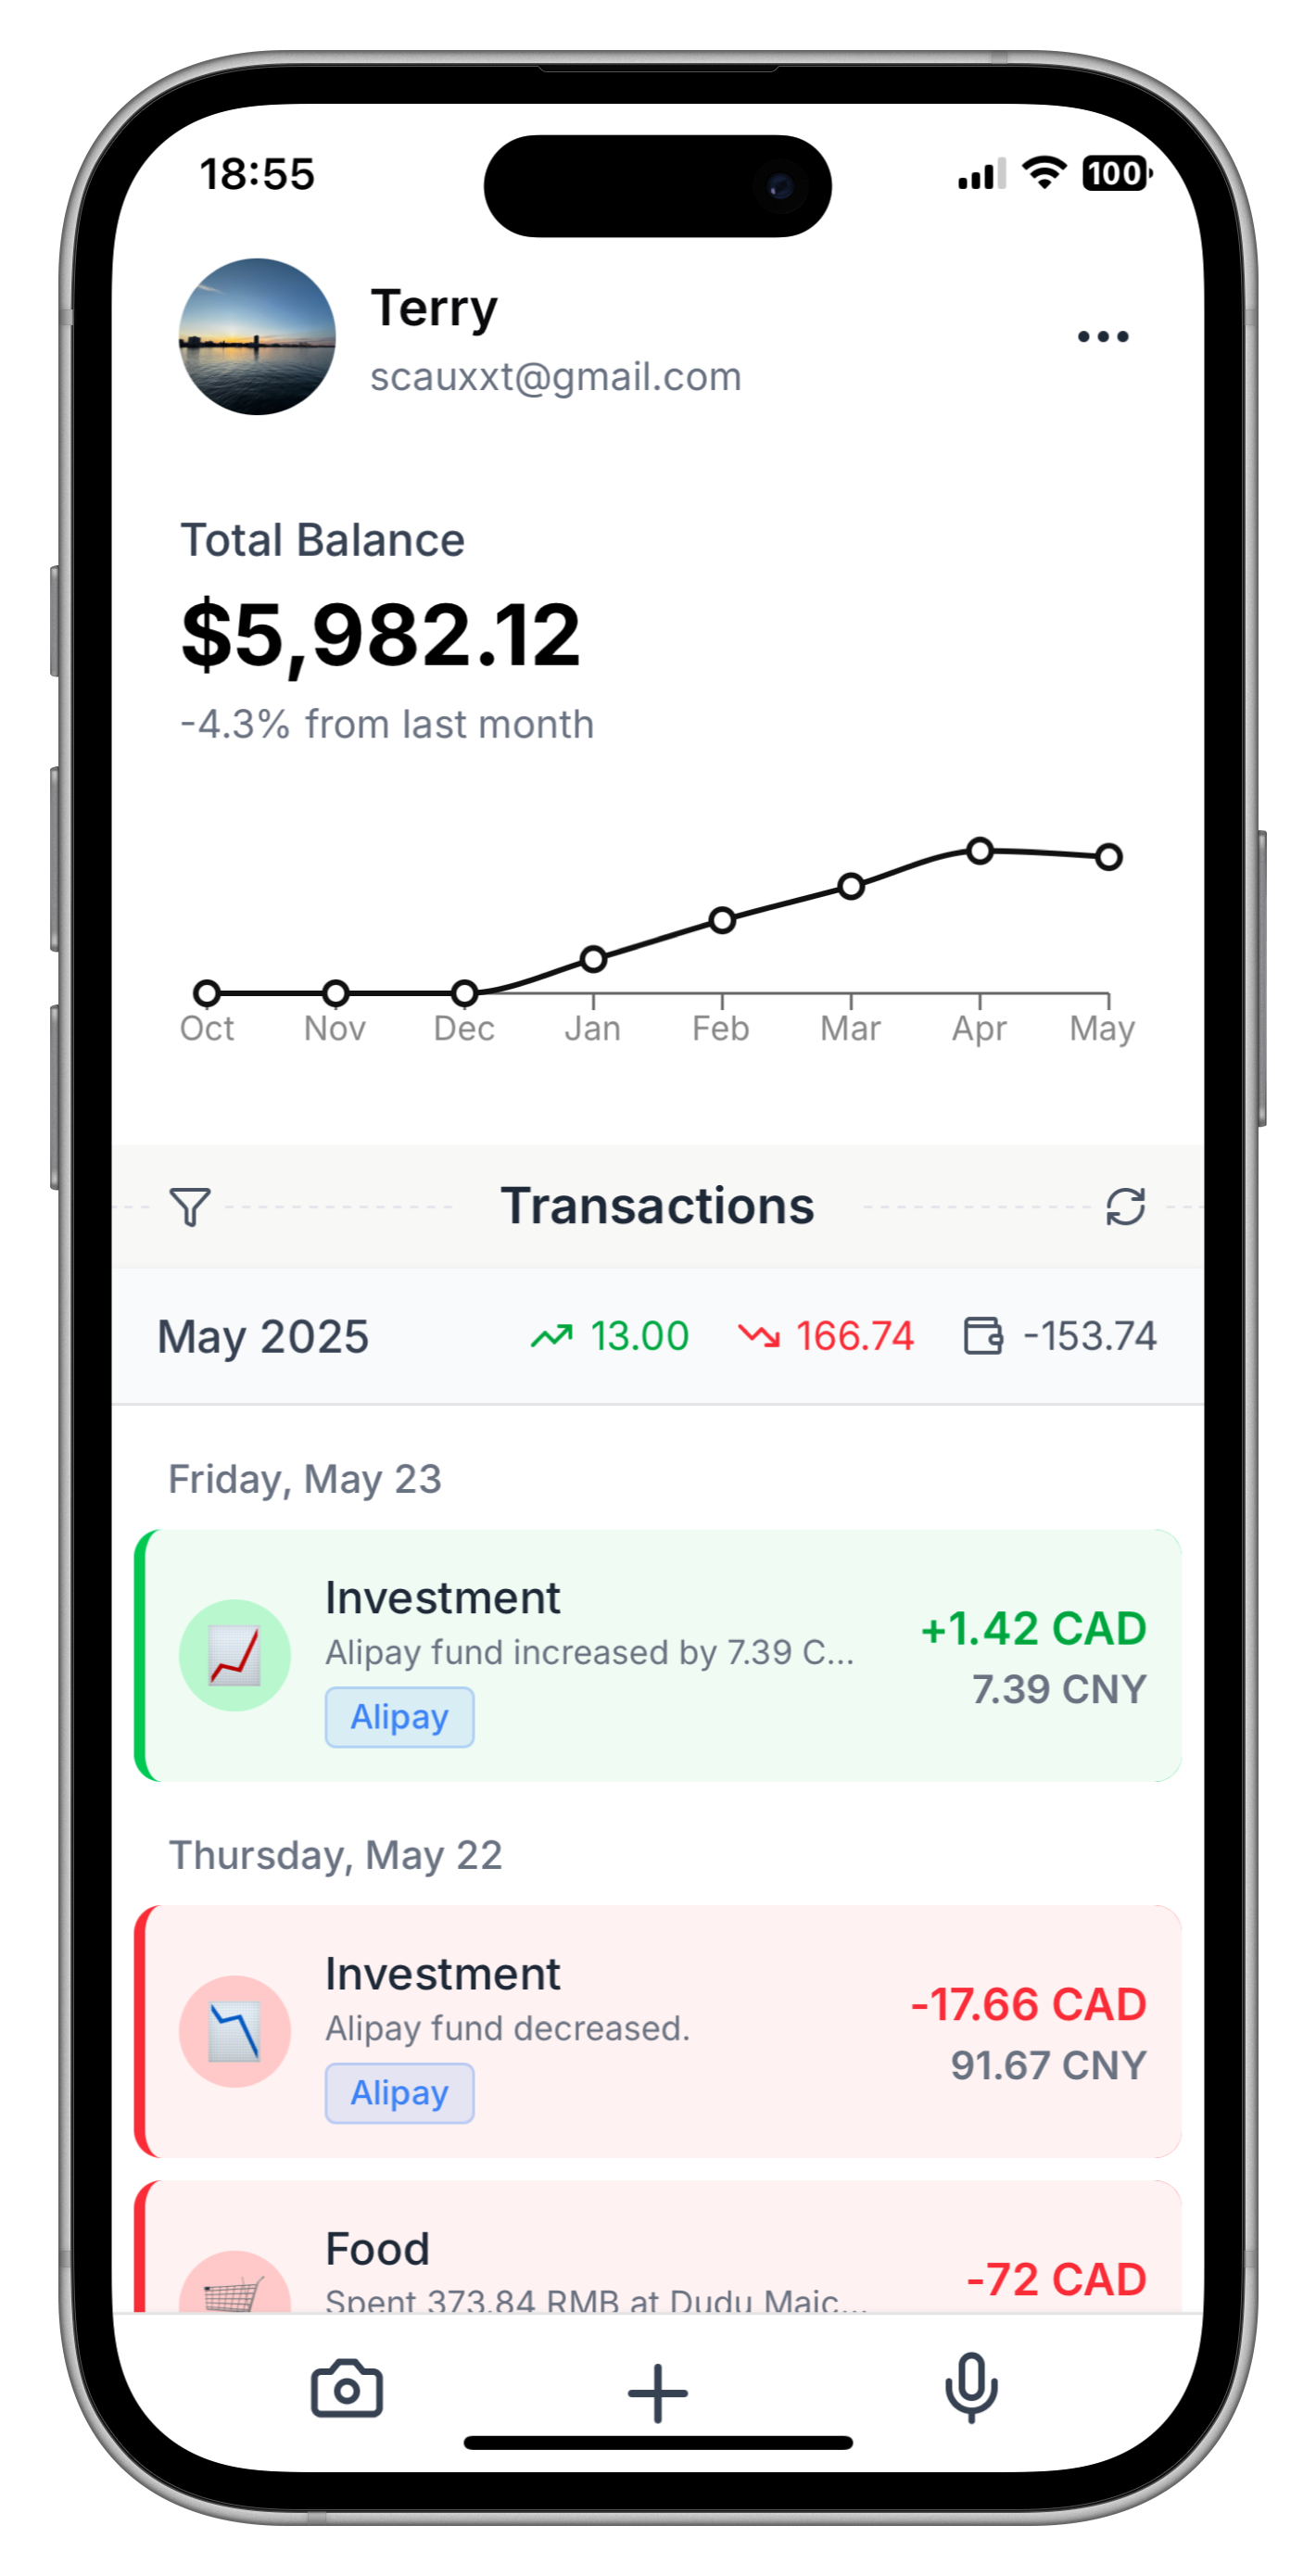 18:55
100
Terry
scauxxt@gmail.com
Total Balance
$5,982.12
-4.3% from last month
Oct Nov Dec Jan Feb Mar Apr May
Transactions
May 2025 13.00 166.74 -153.74
Friday, May 23
Investment
+1.42 CAD
Alipay fund increased by 7.39 C...
7.39 CNY
Alipay
Thursday, May 22
Investment
-17.66 CAD
Alipay fund decreased.
91.67 CNY
Alipay
Food
-72 CAD
Spent 373.84 RMB at Dudu Maic...